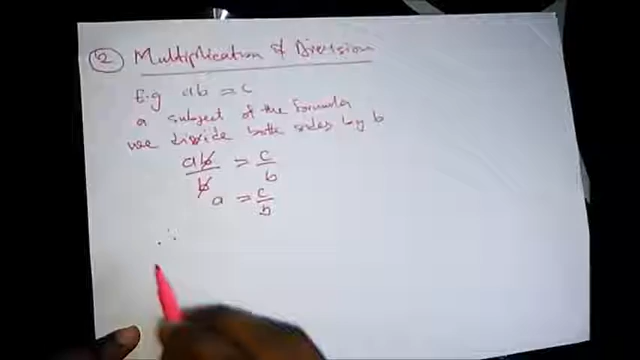 ② Multiplication & Division
E.g ab = c
a subject of the formula
we divide both sides by b
ab/b = c/b
a = c/b
∴